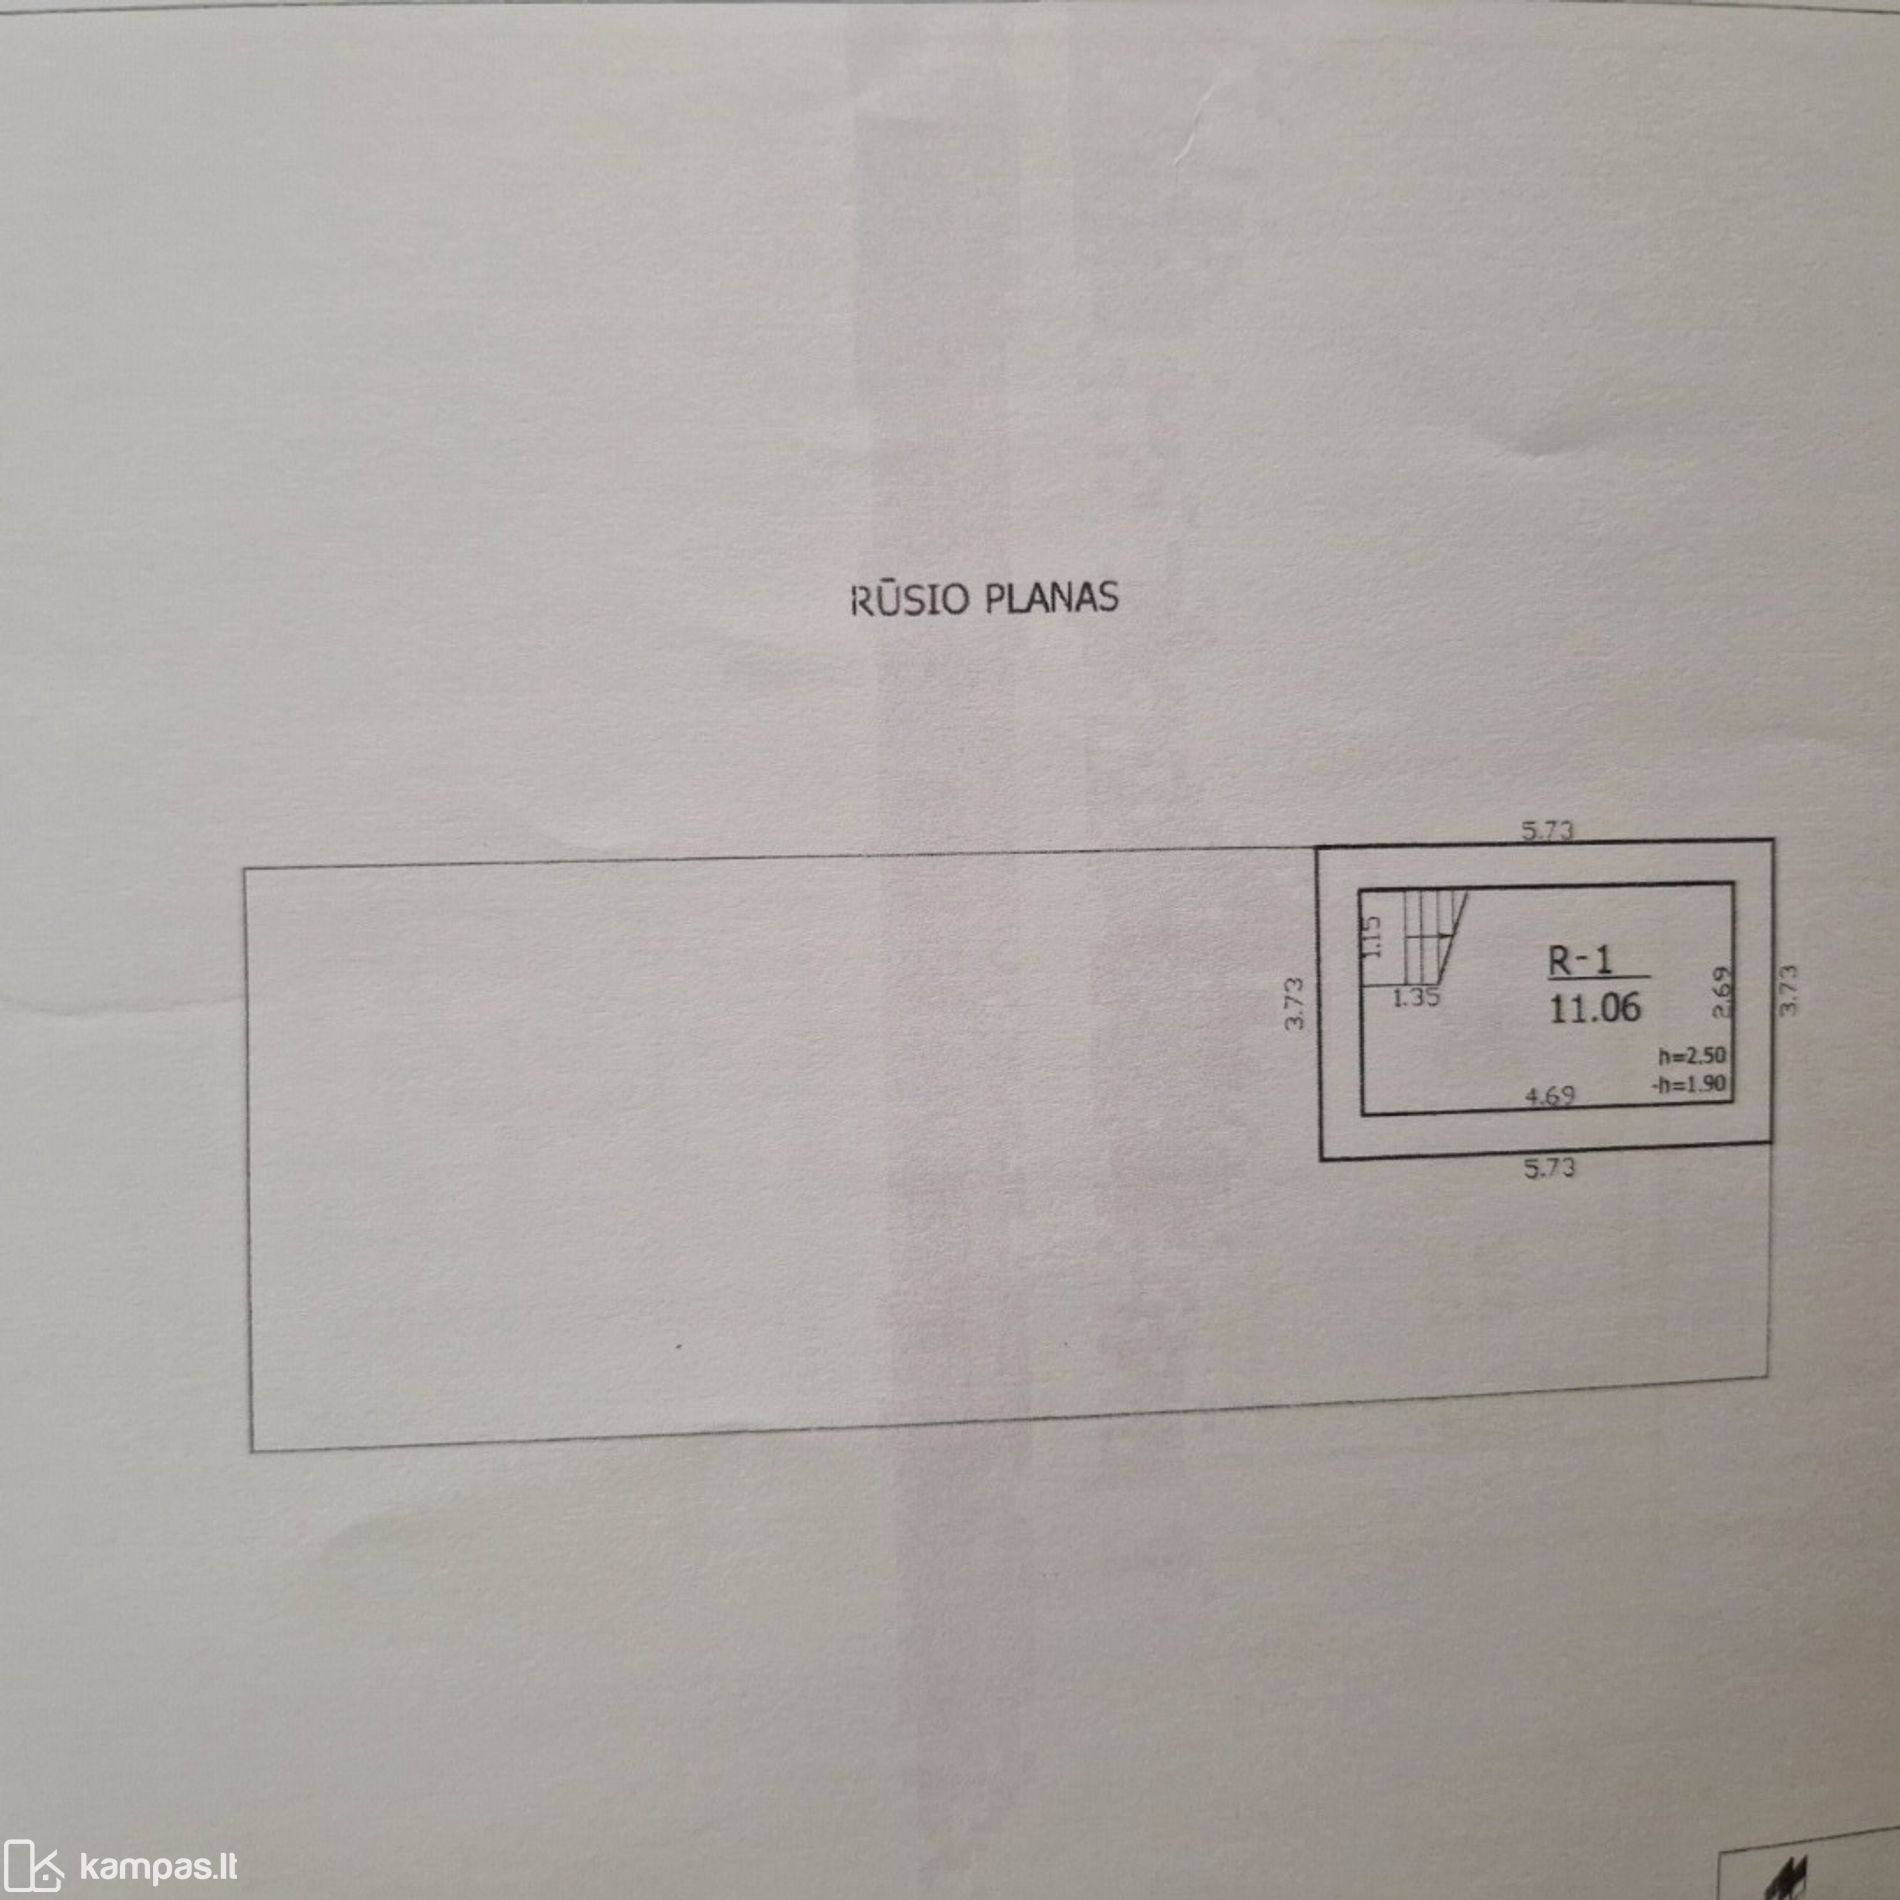 RŪSIO PLANAS
5.73
1.15
1.35
R-1
11.06
2.69
3.73
3.73
h=2.50
-h=1.90
4.69
5.73
kampas.lt